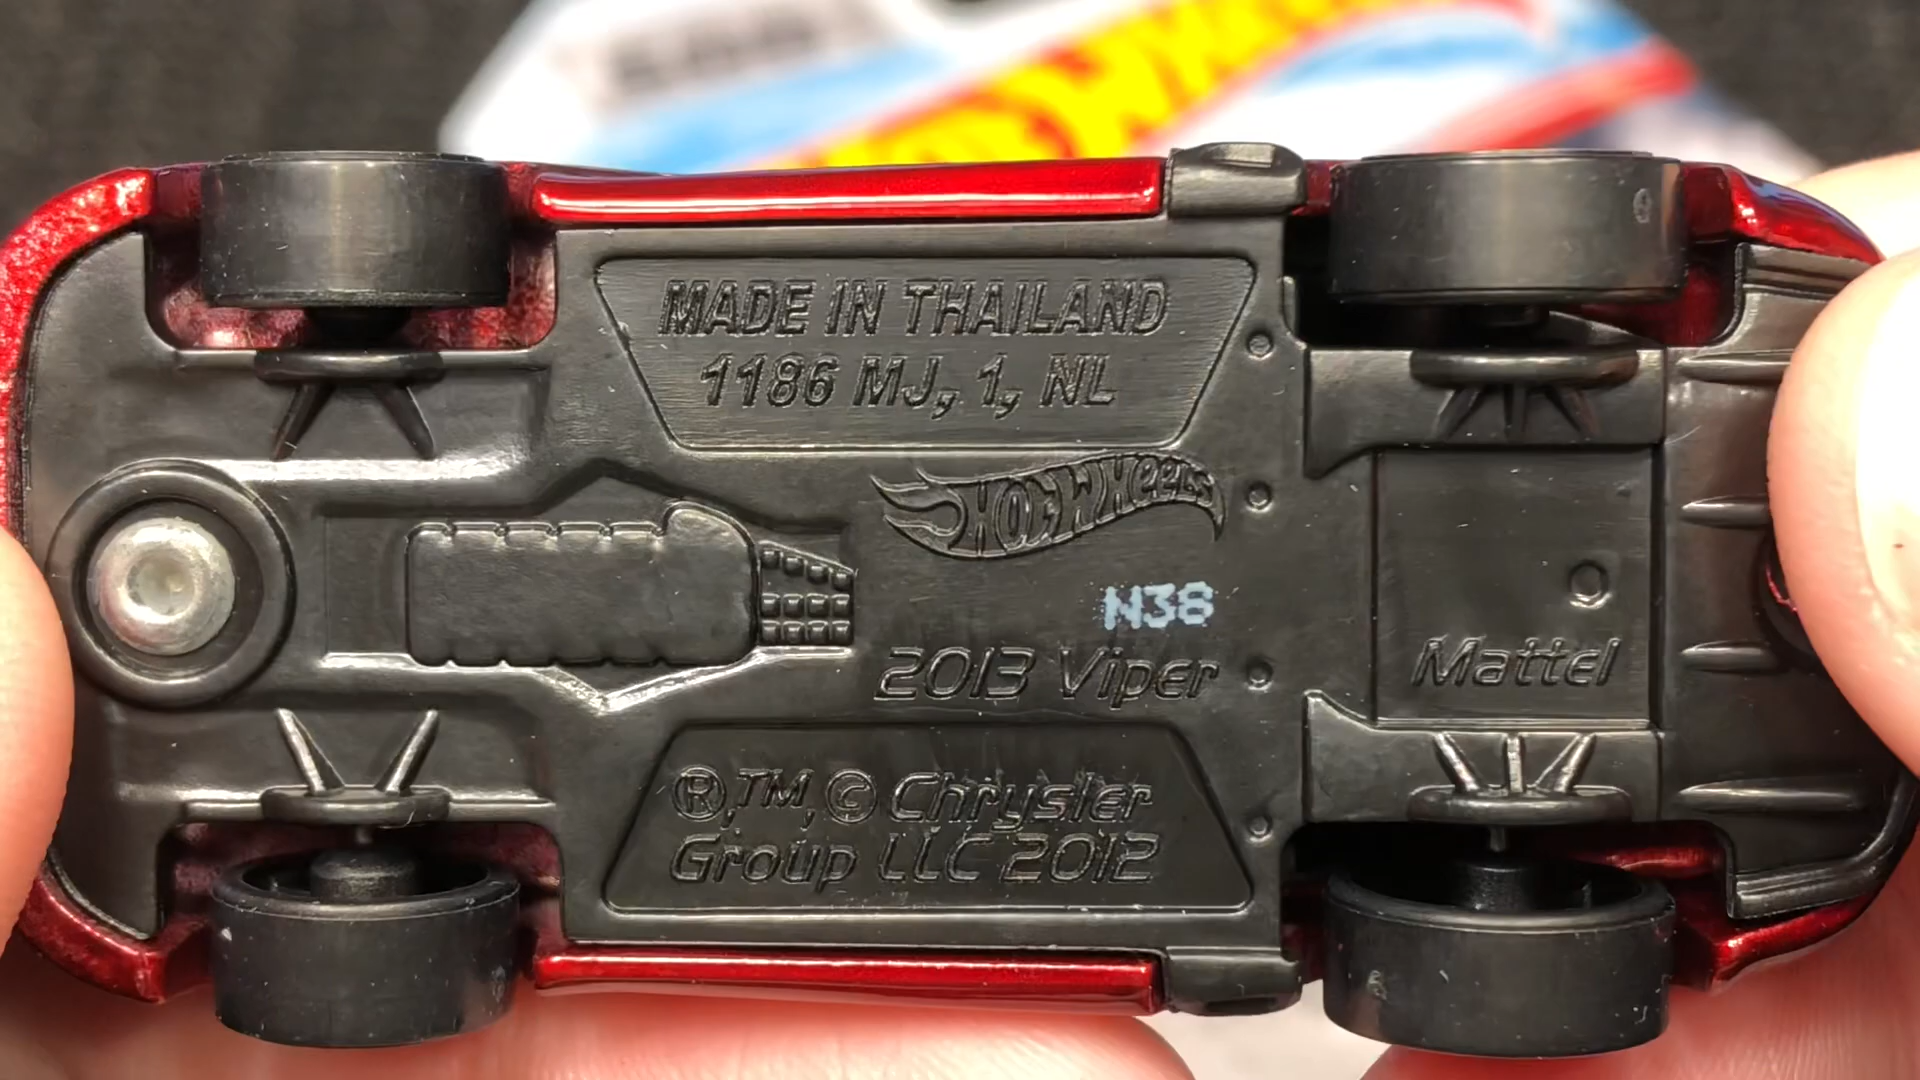 MADE IN THAILAND
1186 MJ, 1, NL
HOT WHEELS
N38
2013 Viper
Mattel
®,™,© Chrysler
Group LLC 2012